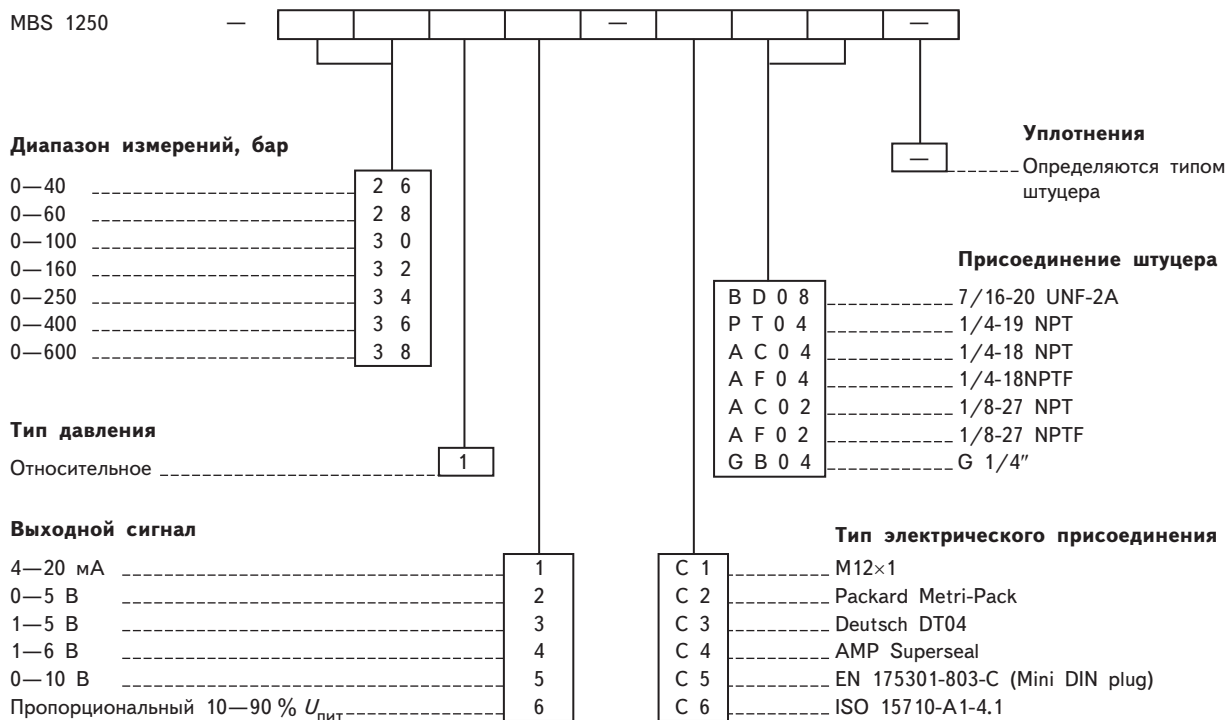 MBS 1250 — —  —
Уплотнения
— Определяются типом
штуцера
Диапазон измерений, бар
0—40 2 6
0—60 2 8
0—100 3 0
0—160 3 2
0—250 3 4
0—400 3 6
0—600 3 8
Присоединение штуцера
B D 0 8 7/16-20 UNF-2A
P T 0 4 1/4-19 NPT
A C 0 4 1/4-18 NPT
A F 0 4 1/4-18NPTF
A C 0 2 1/8-27 NPT
A F 0 2 1/8-27 NPTF
G B 0 4 G 1/4″
Тип давления
Относительное 1
Выходной сигнал
4—20 мА 1
0—5 В 2
1—5 В 3
1—6 В 4
0—10 В 5
Пропорциональный 10—90 % Uпит 6
Тип электрического присоединения
C 1 M12×1
C 2 Packard Metri-Pack
C 3 Deutsch DT04
C 4 AMP Superseal
C 5 EN 175301-803-C (Mini DIN plug)
C 6 ISO 15710-A1-4.1